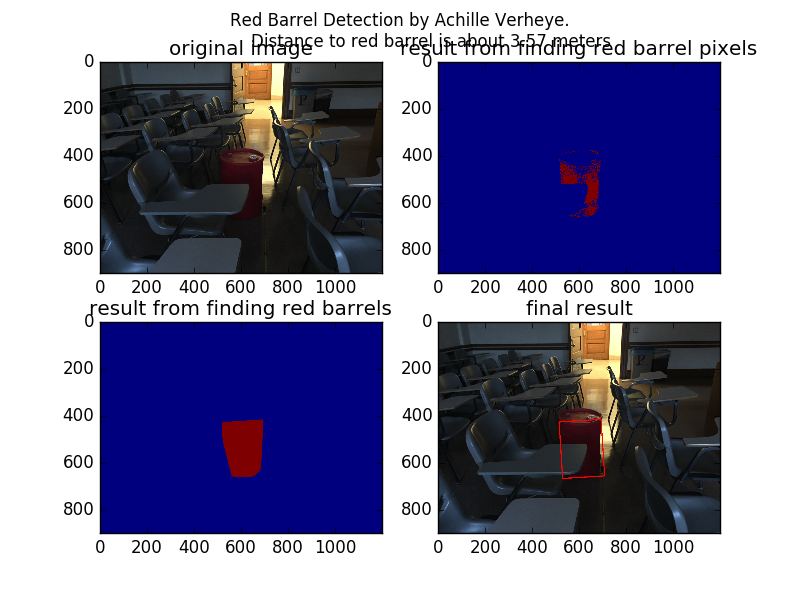 Red Barrel Detection by Achille Verheye.
Distance to red barrel is about 3.57 meters
original image
result from finding red barrel pixels
0
200
400
600
800
0 200 400 600 800 1000
0
200
400
600
800
0 200 400 600 800 1000
result from finding red barrels
final result
0
200
400
600
800
0 200 400 600 800 1000
0
200
400
600
800
0 200 400 600 800 1000